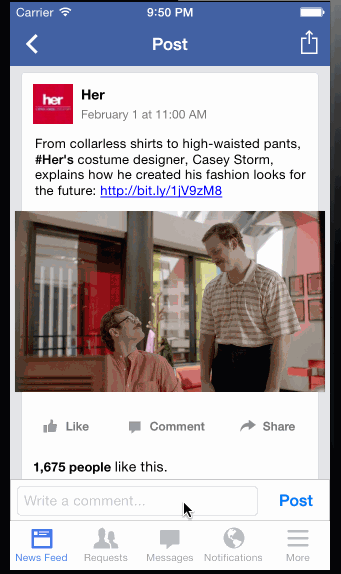 Carrier 9:50 PM
Post
her
Her
February 1 at 11:00 AM
From collarless shirts to high-waisted pants,
#Her's costume designer, Casey Storm,
explains how he created his fashion looks for
the future: http://bit.ly/1jV9zM8
Like Comment Share
1,675 people like this.
Write a comment... Post
News Feed Requests Messages Notifications More